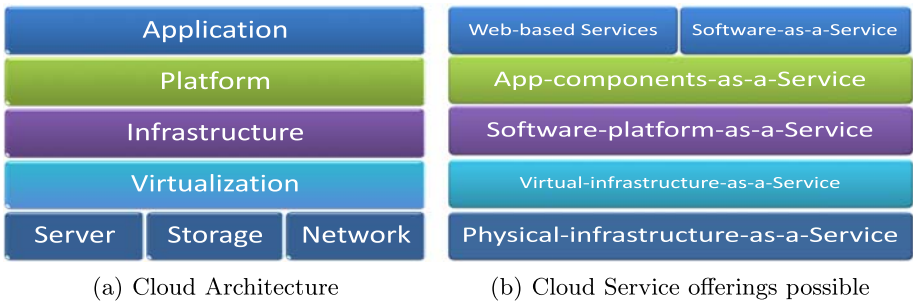 Application
Platform
Infrastructure
Virtualization
Server Storage Network
(a) Cloud Architecture
Web-based Services Software-as-a-Service
App-components-as-a-Service
Software-platform-as-a-Service
Virtual-infrastructure-as-a-Service
Physical-infrastructure-as-a-Service
(b) Cloud Service offerings possible